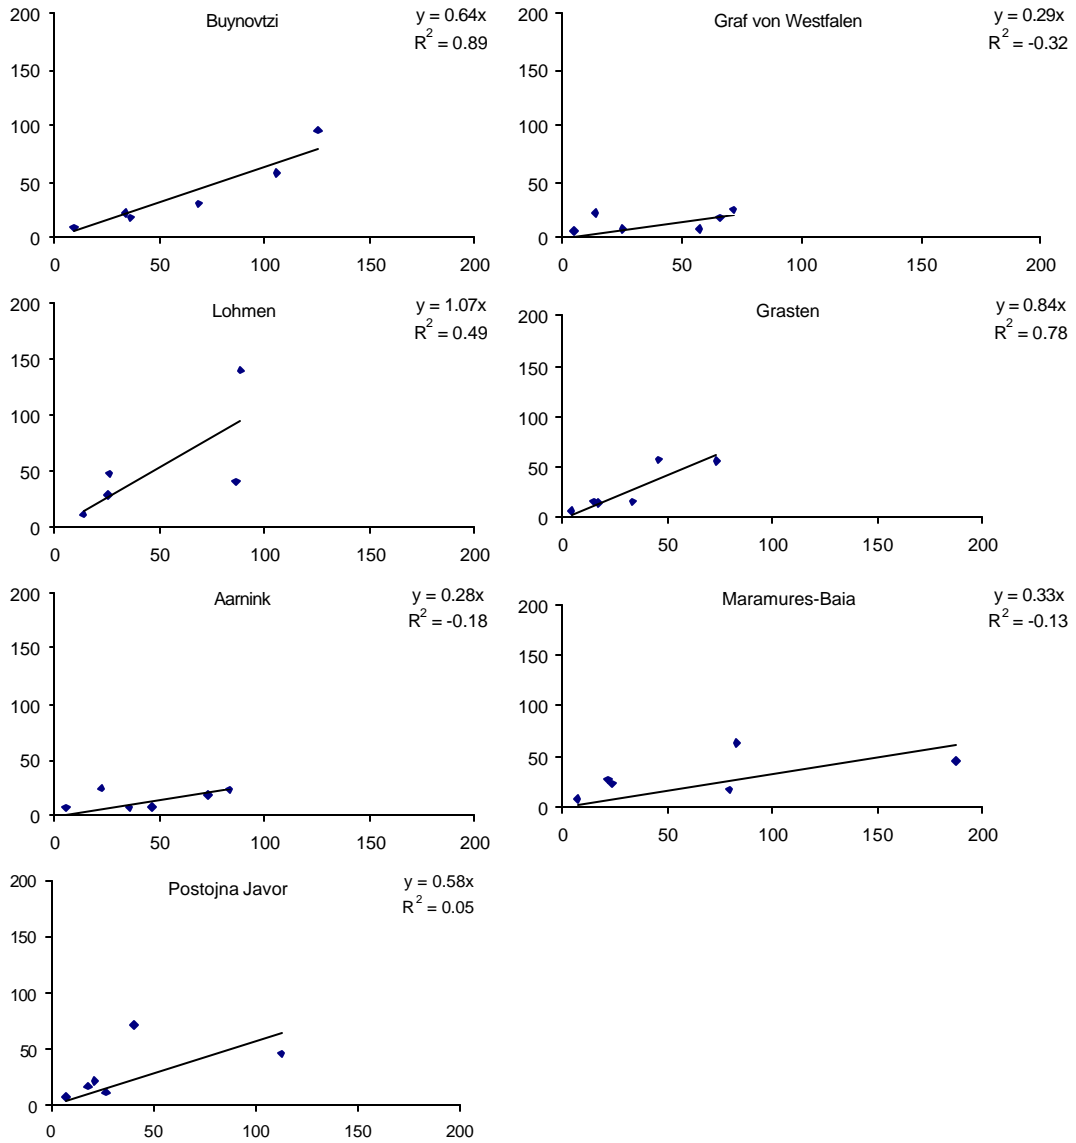 Buynovtzi
y = 0.64x
R2 = 0.89
200
150
100
50
0
0 50 100 150 200
Graf von Westfalen
y = 0.29x
R2 = -0.32
200
150
100
50
0
0 50 100 150 200
Lohmen
y = 1.07x
R2 = 0.49
200
150
100
50
0
0 50 100 150 200
Grasten
y = 0.84x
R2 = 0.78
200
150
100
50
0
0 50 100 150 200
Aarnink
y = 0.28x
R2 = -0.18
200
150
100
50
0
0 50 100 150 200
Maramures-Baia
y = 0.33x
R2 = -0.13
200
150
100
50
0
0 50 100 150 200
Postojna Javor
y = 0.58x
R2 = 0.05
200
150
100
50
0
0 50 100 150 200